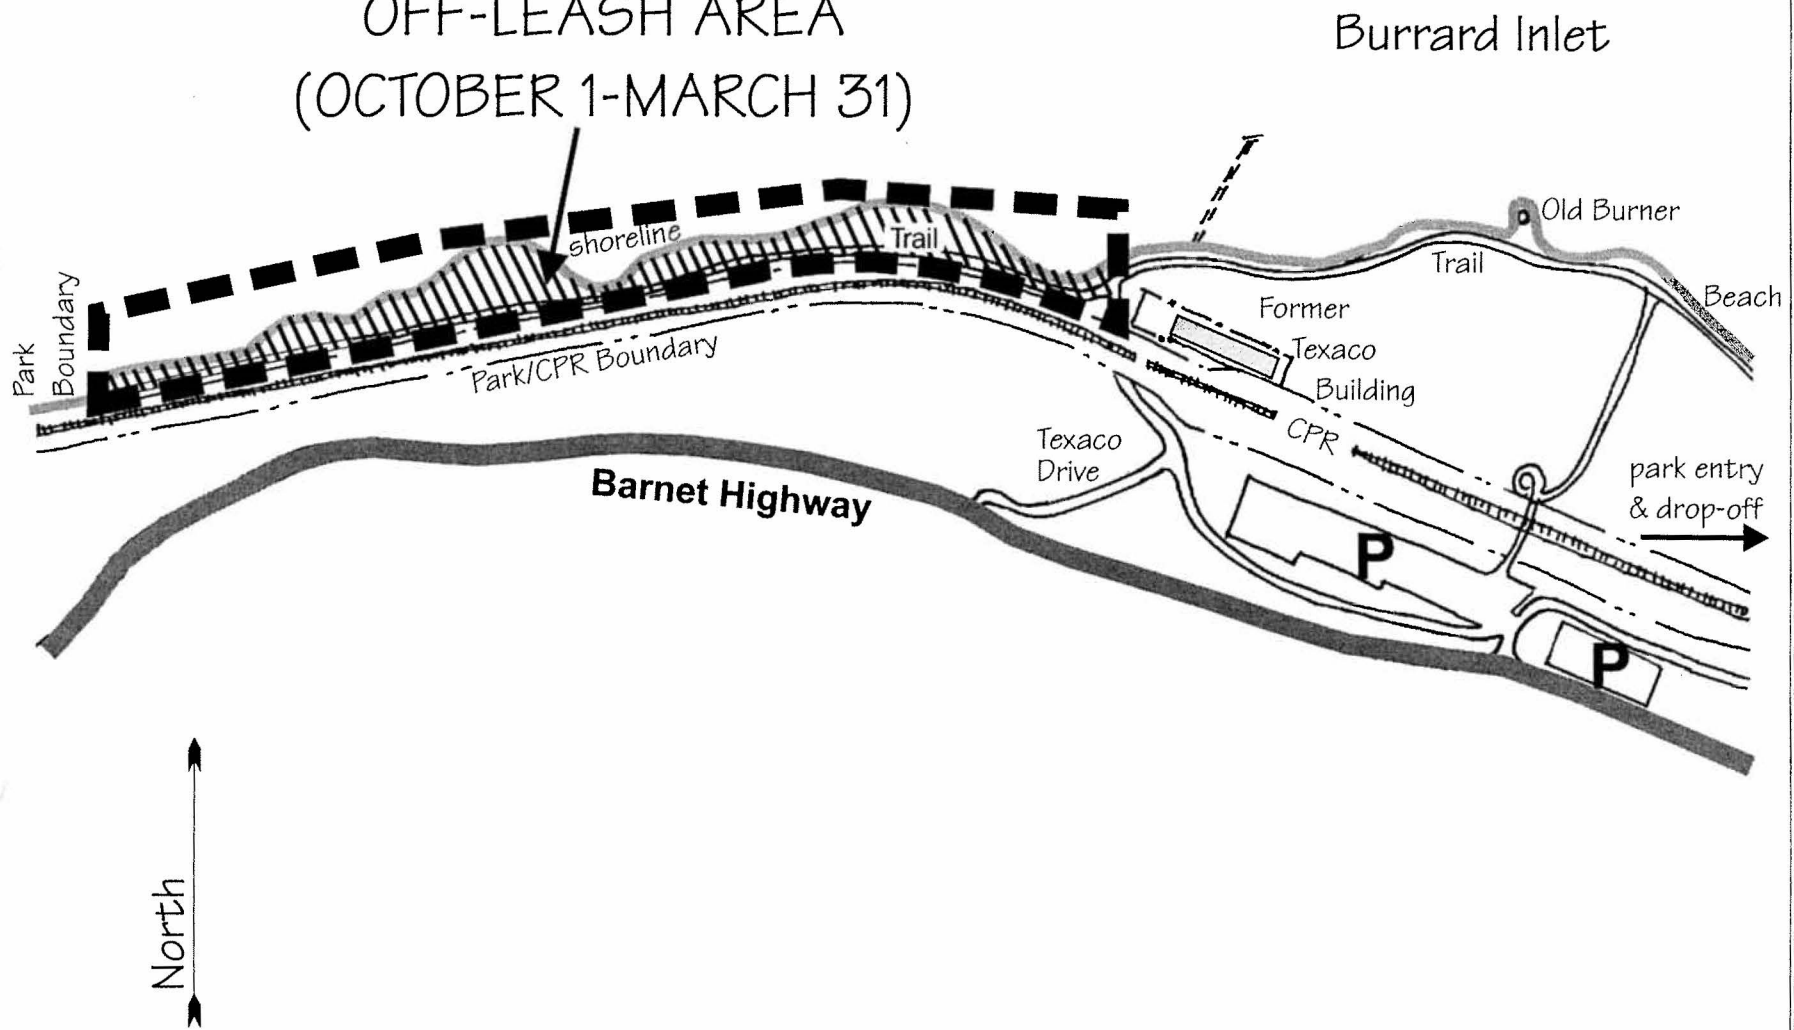 OFF-LEASH AREA
(OCTOBER 1-MARCH 31)
Burrard Inlet
shoreline
Trail
Old Burner
Trail
Beach
Park
Boundary
Former
Texaco
Building
Park/CPR Boundary
CPR
Texaco
Drive
Barnet Highway
park entry
& drop-off
P
P
North